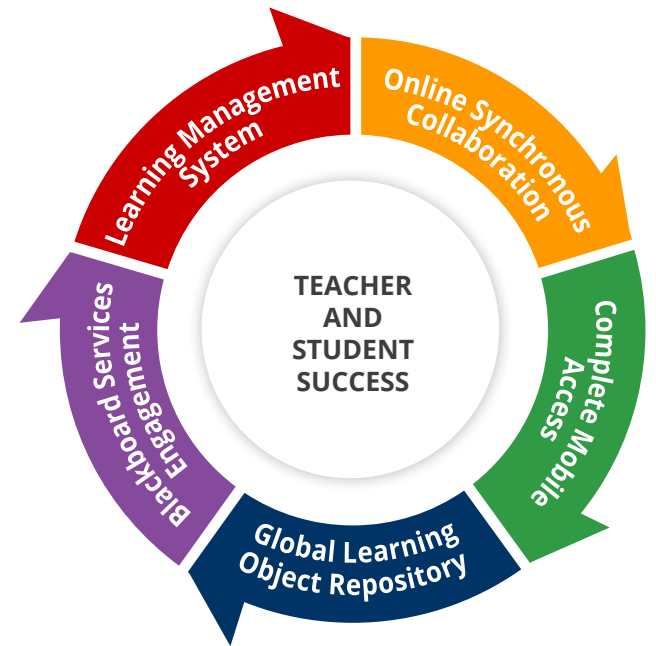 Learning Management
System
Online Synchronous
Collaboration
Complete Mobile
Access
Global Learning
Object Repository
Blackboard Services
Engagement
TEACHER
AND
STUDENT
SUCCESS